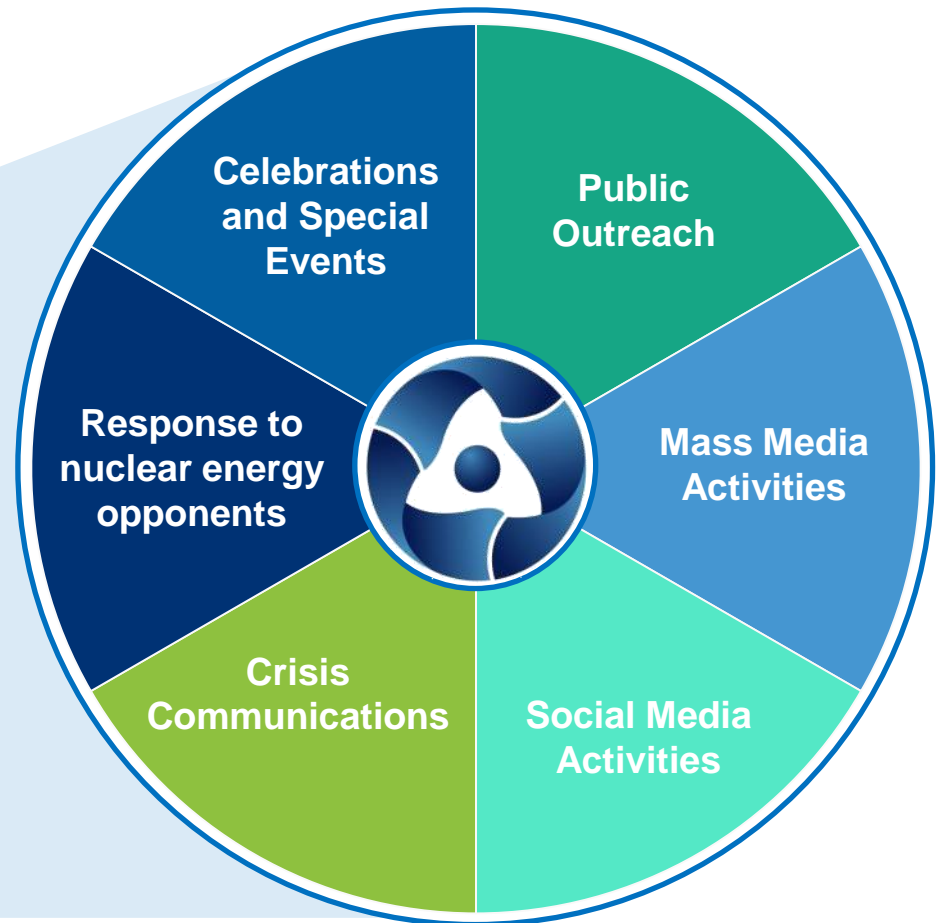 Celebrations
and Special
Events
Public
Outreach
Response to
nuclear energy
opponents
Mass Media
Activities
Crisis
Communications
Social Media
Activities